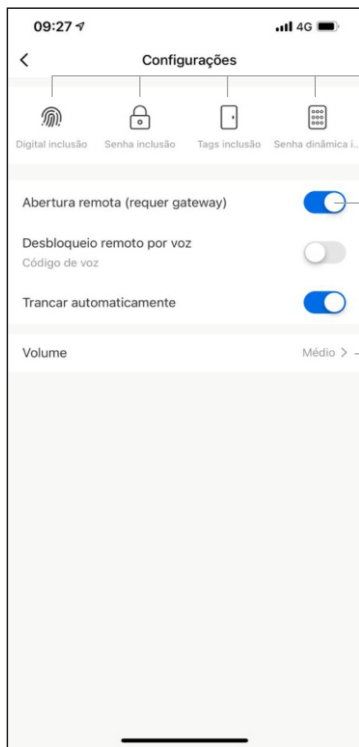 09:27 4G
Configurações
Digital inclusão Senha inclusão Tags inclusão Senha dinâmica i...
Abertura remota (requer gateway)
Desbloqueio remoto por voz
Código de voz
Trancar automaticamente
Volume Médio >